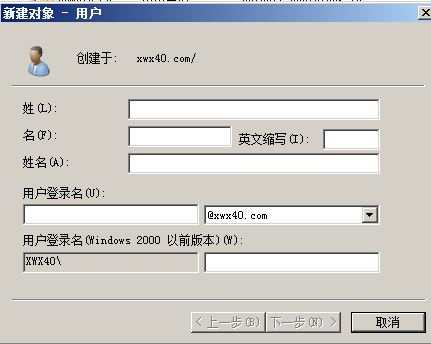 新建对象 - 用户
创建于: xwx40.com/
姓(L):
名(F): 英文缩写(I):
姓名(A):
用户登录名(U):
@xwx40.com
用户登录名(Windows 2000 以前版本)(W):
XWX40\
< 上一步(B) 下一步(N) > 取消